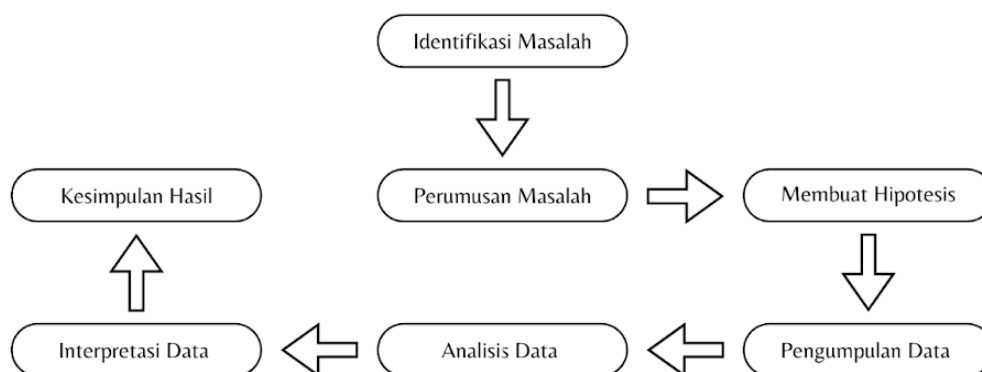 Identifikasi Masalah
Perumusan Masalah
Membuat Hipotesis
Pengumpulan Data
Analisis Data
Interpretasi Data
Kesimpulan Hasil